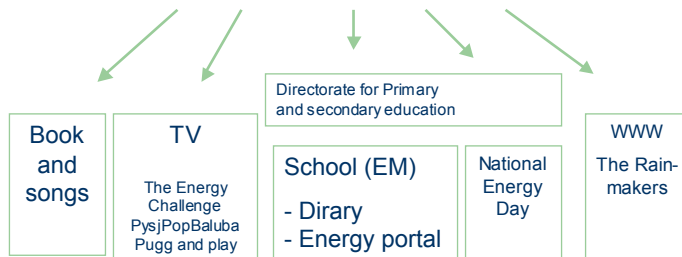 Directorate for Primary
and secondary education
Book
and
songs
TV
The Energy
Challenge
PysjPopBaluba
Pugg and play
School (EM)
- Dirary
- Energy portal
National
Energy
Day
WWW
The Rain-
makers